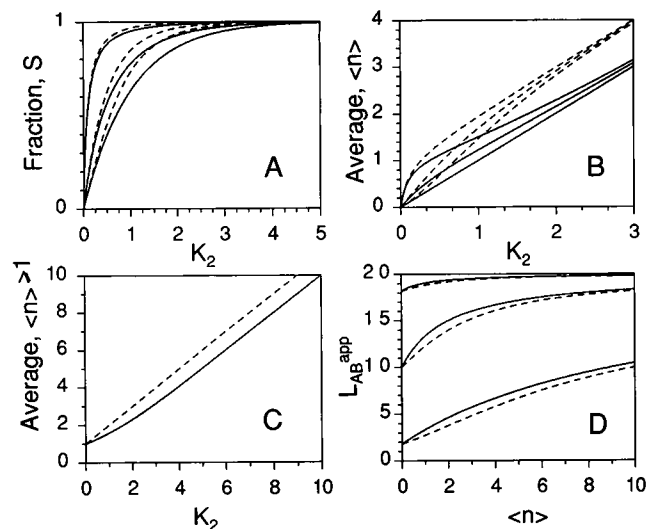 Fraction, S
1
0
0 1 2 3 4 5
K2
A
Average, <n>
4
3
2
1
0
0 1 2 3
K2
B
Average, <n>>1
10
8
6
4
2
0
0 2 4 6 8 10
K2
C
LABapp
20
15
10
5
0
0 2 4 6 8 10
<n>
D